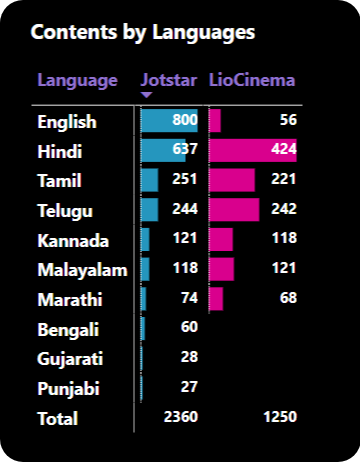 Contents by Languages
Language Jotstar LioCinema
English 800 56
Hindi 637 424
Tamil 251 221
Telugu 244 242
Kannada 121 118
Malayalam 118 121
Marathi 74 68
Bengali 60
Gujarati 28
Punjabi 27
Total 2360 1250